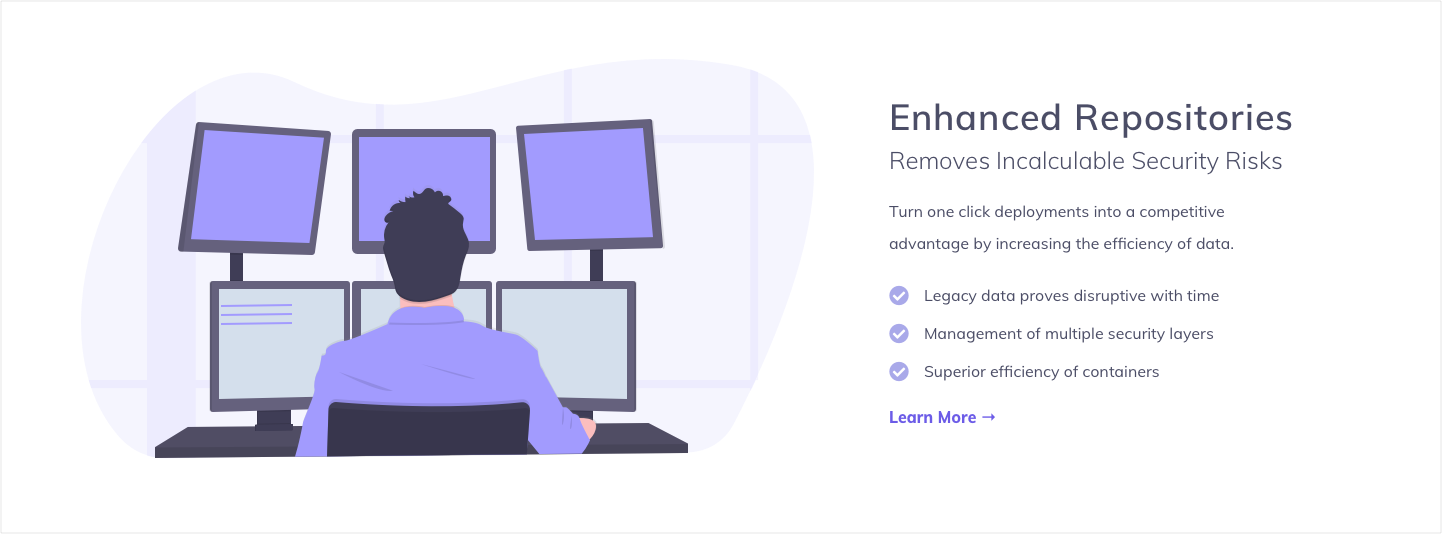 Enhanced Repositories
Removes Incalculable Security Risks
Turn one click deployments into a competitive
advantage by increasing the efficiency of data.
Legacy data proves disruptive with time
Management of multiple security layers
Superior efficiency of containers
Learn More →